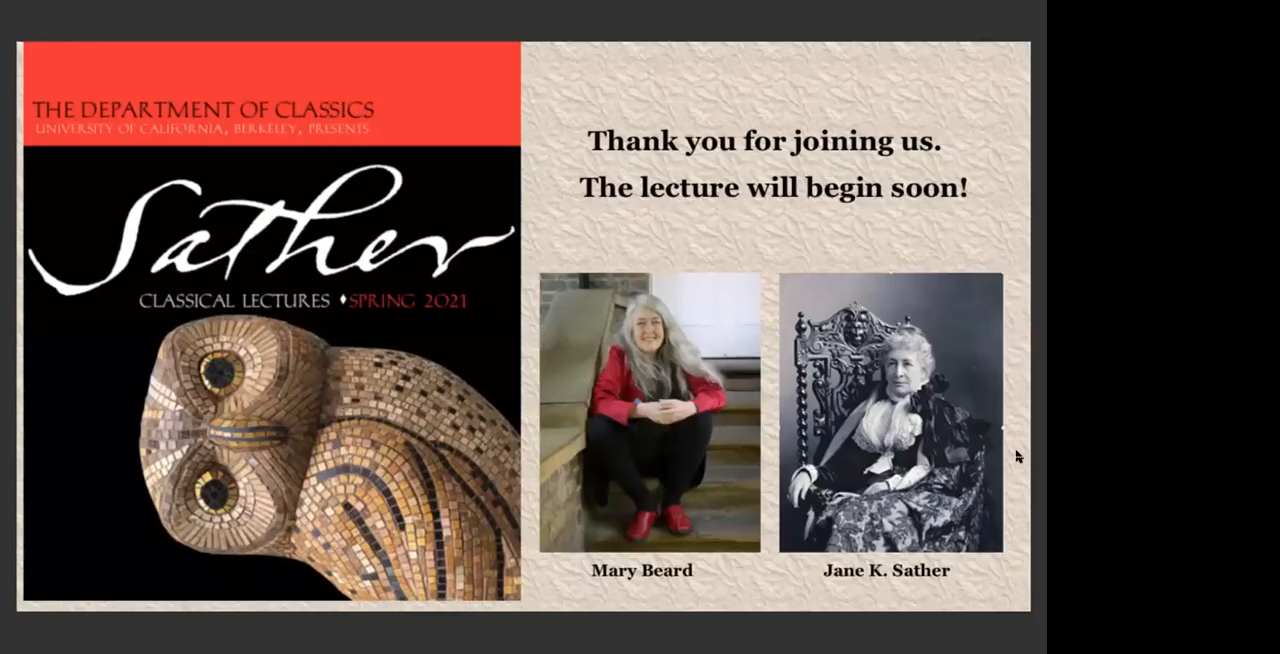 THE DEPARTMENT OF CLASSICS
UNIVERSITY OF CALIFORNIA, BERKELEY, PRESENTS
Sather
CLASSICAL LECTURES ♦ SPRING 2021
Thank you for joining us.
The lecture will begin soon!
Mary Beard
Jane K. Sather